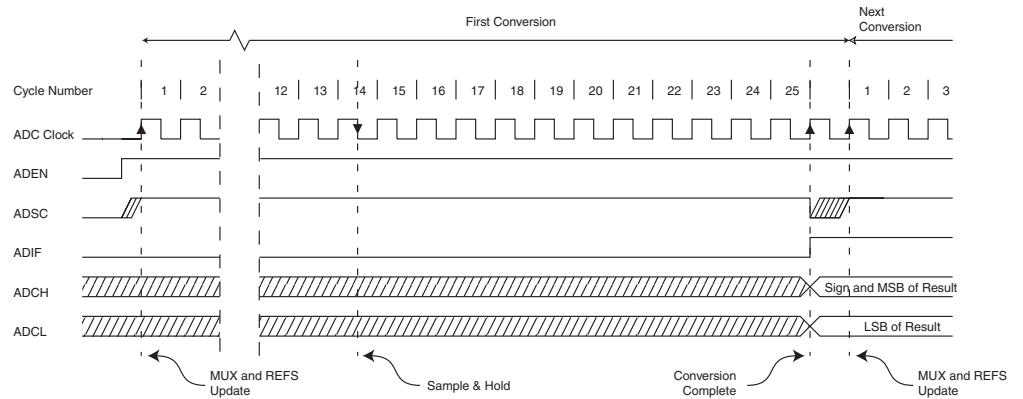 First Conversion
Next
Conversion
Cycle Number 1 2 12 13 14 15 16 17 18 19 20 21 22 23 24 25 1 2 3
ADC Clock
ADEN
ADSC
ADIF
ADCH Sign and MSB of Result
ADCL LSB of Result
MUX and REFS
Update
Sample & Hold
Conversion
Complete
MUX and REFS
Update